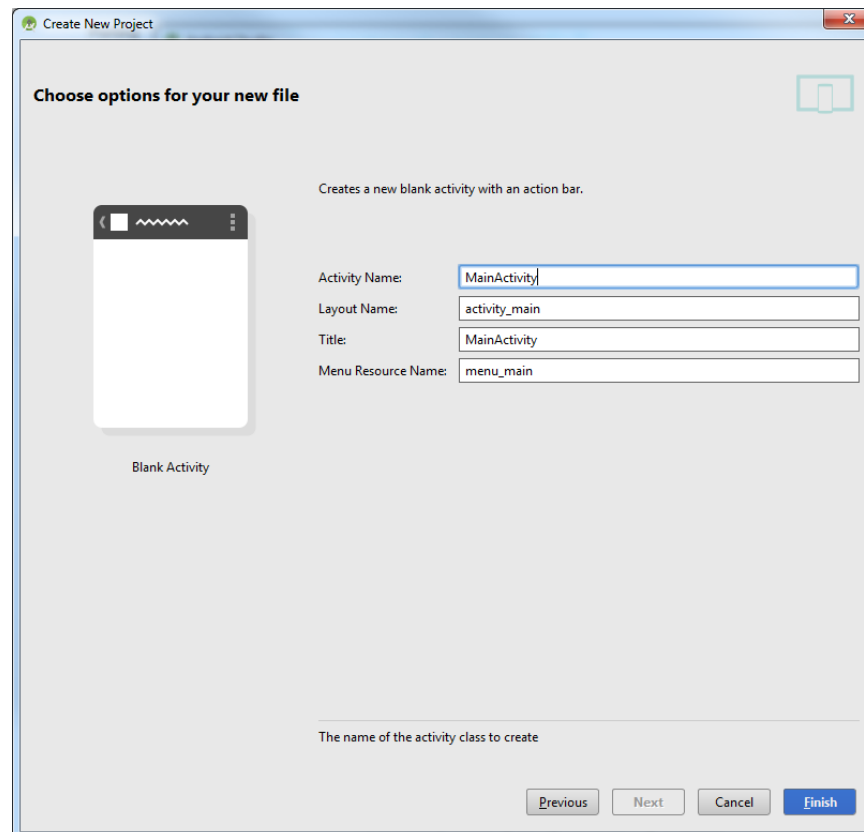 Create New Project
Choose options for your new file
Creates a new blank activity with an action bar.
Activity Name: MainActivity
Layout Name: activity_main
Title: MainActivity
Menu Resource Name: menu_main
Blank Activity
The name of the activity class to create
Previous Next Cancel Finish